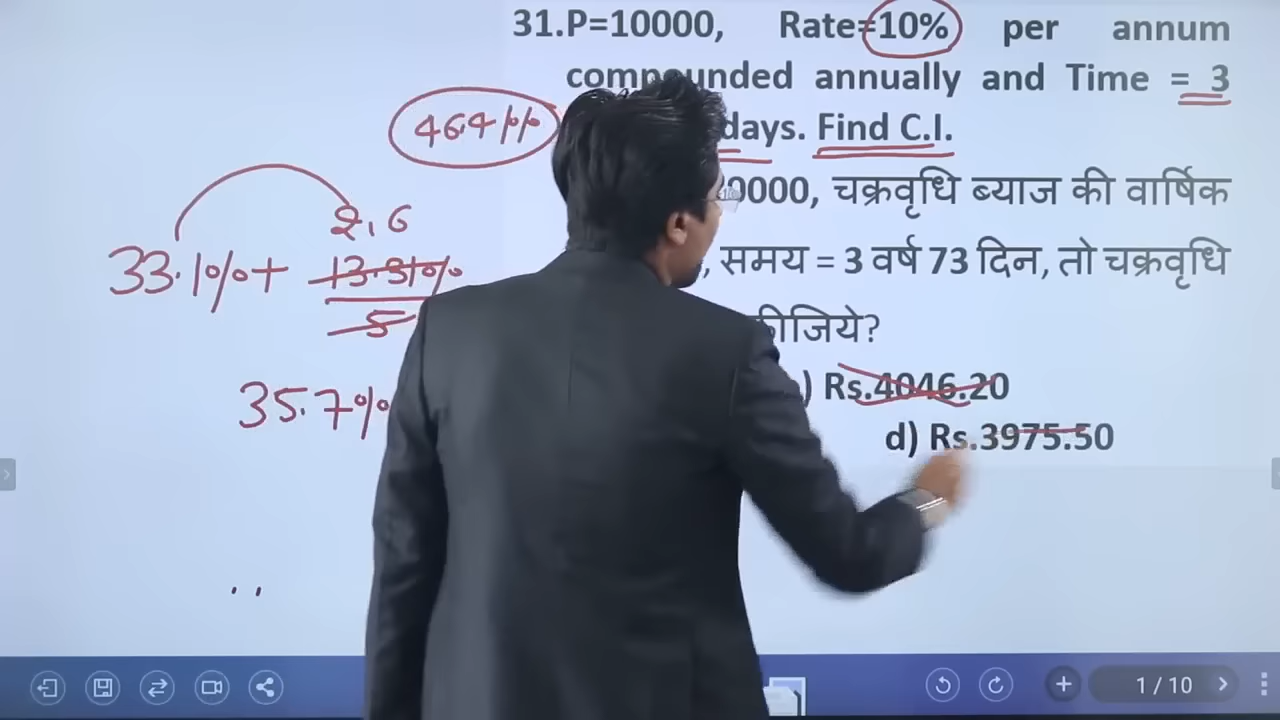 31.P=10000, Rate=10% per annum
compounded annually and Time = 3
days. Find C.I.
0000, चक्रवृधि ब्याज की वार्षिक
, समय = 3 वर्ष 73 दिन, तो चक्रवृधि
कीजिये?
) Rs.4046.20
d) Rs.3975.50
46.41%
33.1%+ 13.31%
5
2.6
35.7%
1 / 10